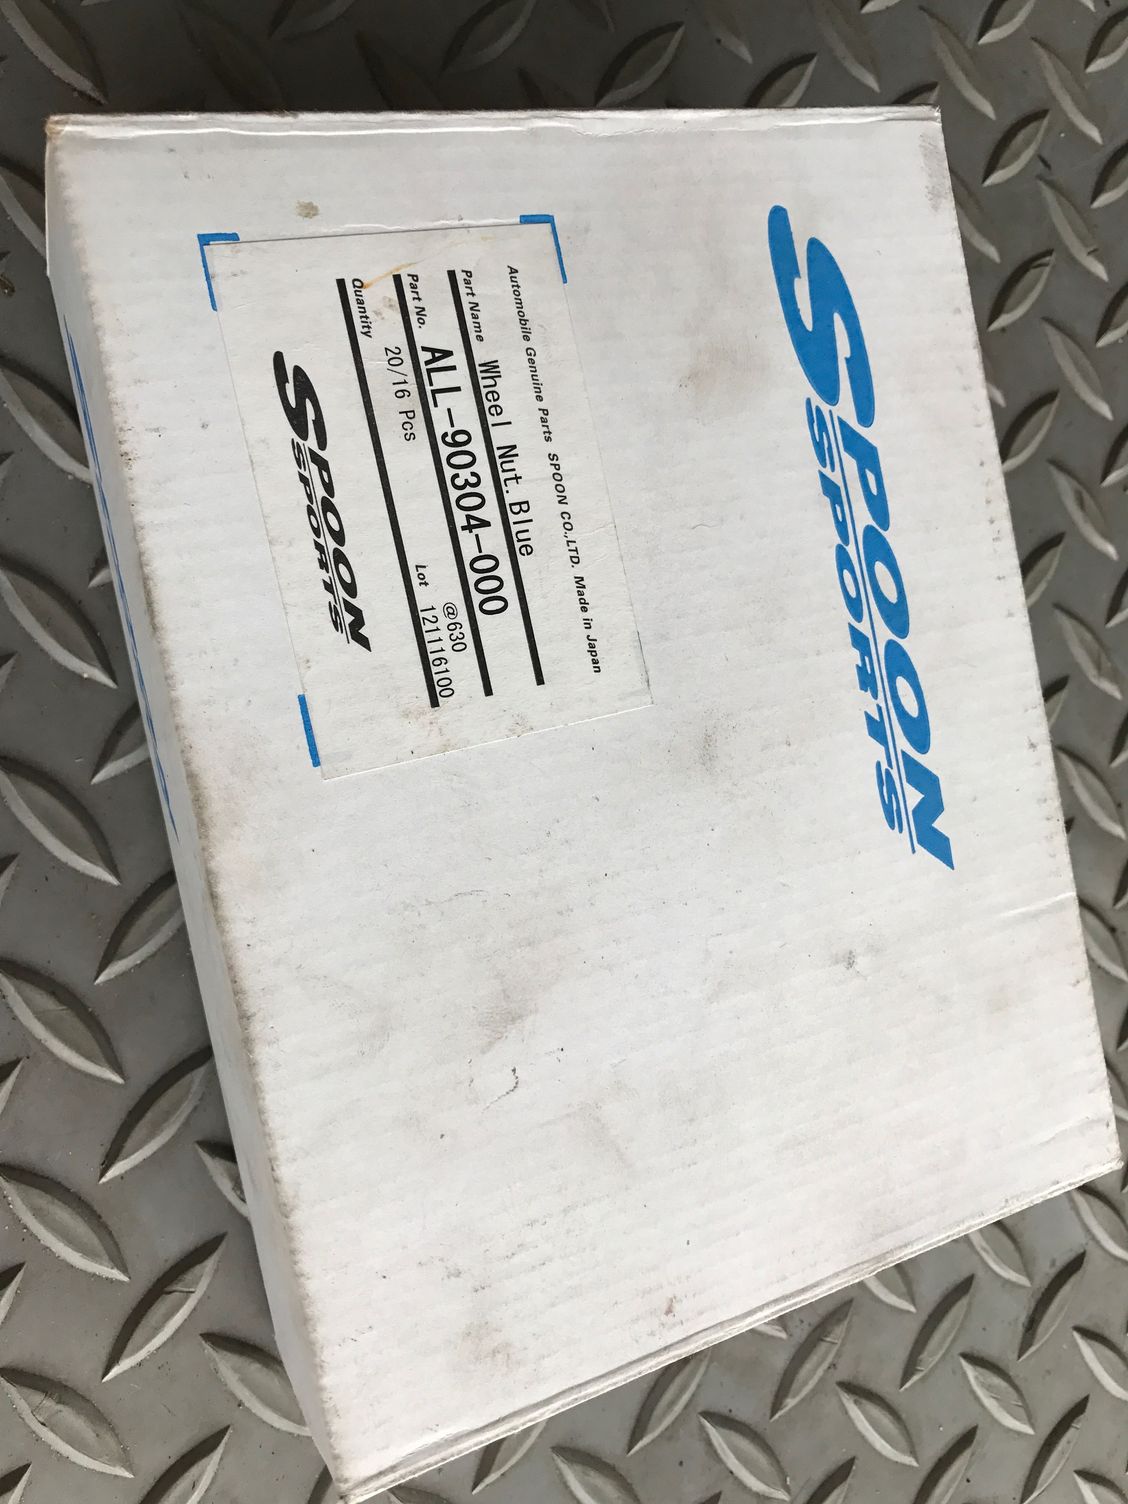 SPOON
SPORTS
Automobile Genuine Parts SPOON CO.,LTD. Made in Japan
Part Name Wheel Nut. Blue
Part No. ALL-90304-000
@630
Quantity 20/16 Pcs Lot 121116100
SPOON
SPORTS